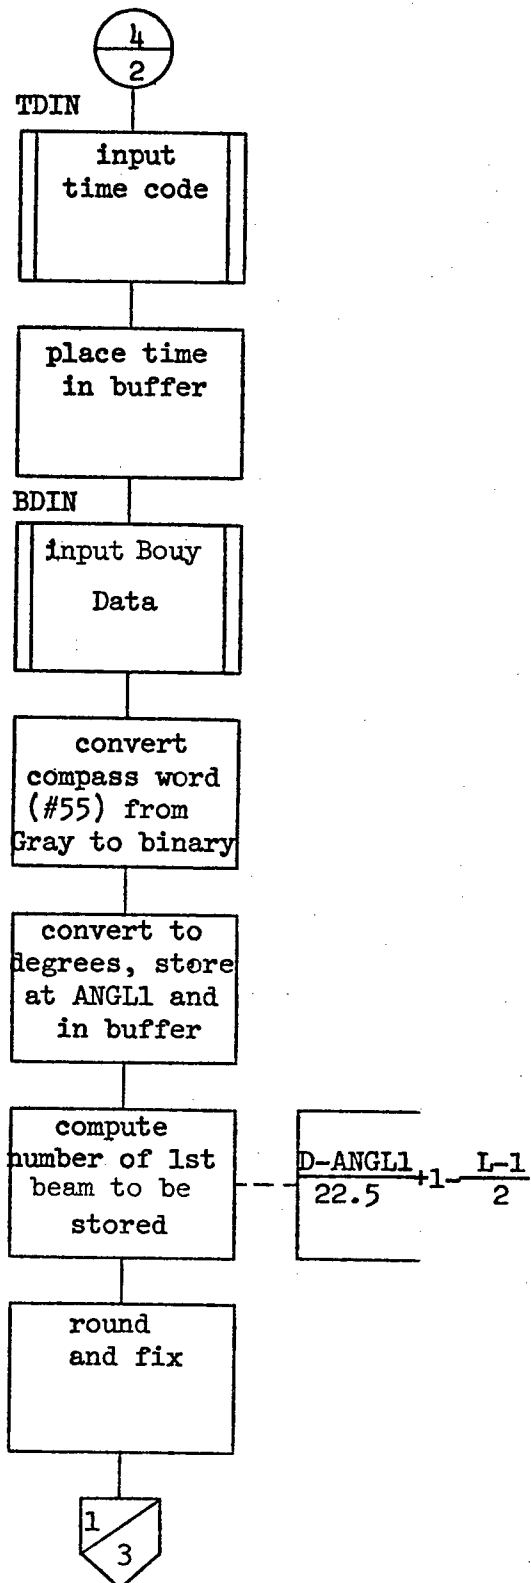 4
2
TDIN
input
time code
place time
in buffer
BDIN
input Bouy
Data
convert
compass word
(#55) from
Gray to binary
convert to
degrees, store
at ANGL1 and
in buffer
compute
number of 1st
beam to be
stored
D-ANGL1 +1- L-1
22.5 2
round
and fix
1
3